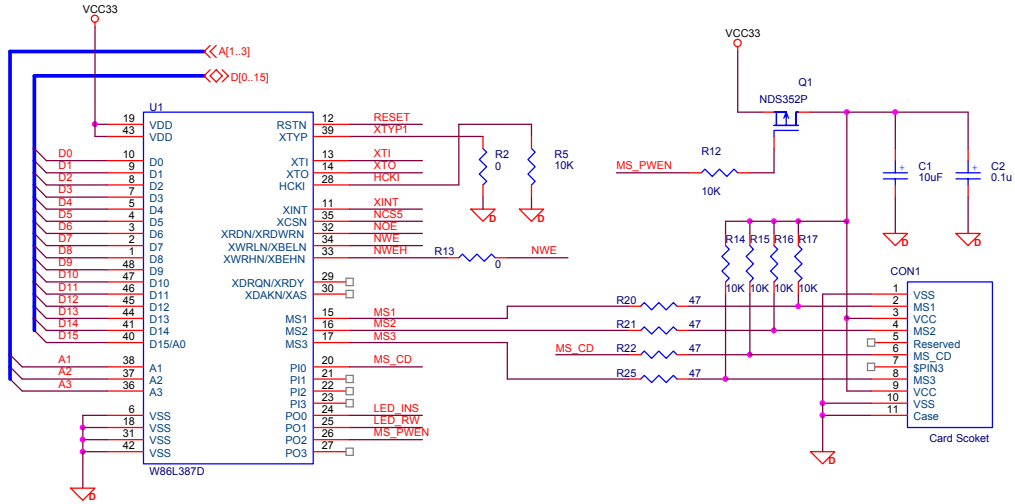 VCC33
VCC33
A[1..3]
D[0..15]
Q1
NDS352P
U1
19 VDD RSTN 12 RESET
43 VDD XTYP 39 XTYP1
D0 10 D0 XTI 13 XTI
D1 9 D1 XTO 14 XTO
D2 8 D2 HCKI 28 HCKI
R2
0
R5
10K
MS_PWEN R12
10K
C1
10uF
C2
0.1u
D3 7 D3
D4 5 D4 XINT 11 XINT
D5 4 D5 XCSN 35 NCS5
D6 3 D6 XRDN/XRDWRN 32 NOE
D7 2 D7 XWRLN/XBELN 34 NWE
D8 1 D8 XWRHN/XBEHN 33 NWEH R13 NWE
0
D D D D
R14 R15 R16 R17
10K 10K 10K 10K
D9 48 D9
D10 47 D10 XDRQN/XRDY 29
D11 46 D11 XDAKN/XAS 30
D12 45 D12
D13 44 D13 MS1 15 MS1 R20 47
D14 41 D14 MS2 16 MS2 R21 47
D15 40 D15/A0 MS3 17 MS3
MS_CD R22 47
R25 47
A1 38 A1 PI0 20 MS_CD
A2 37 A2 PI1 21
A3 36 A3 PI2 22
PI3 23
6 VSS PO0 24 LED_INS
18 VSS PO1 25 LED_RW
31 VSS PO2 26 MS_PWEN
42 VSS PO3 27
W86L387D
D
CON1
1 VSS
2 MS1
3 VCC
4 MS2
5 Reserved
6 MS_CD
7 $PIN3
8 MS3
9 VCC
10 VSS
11 Case
Card Scoket
D